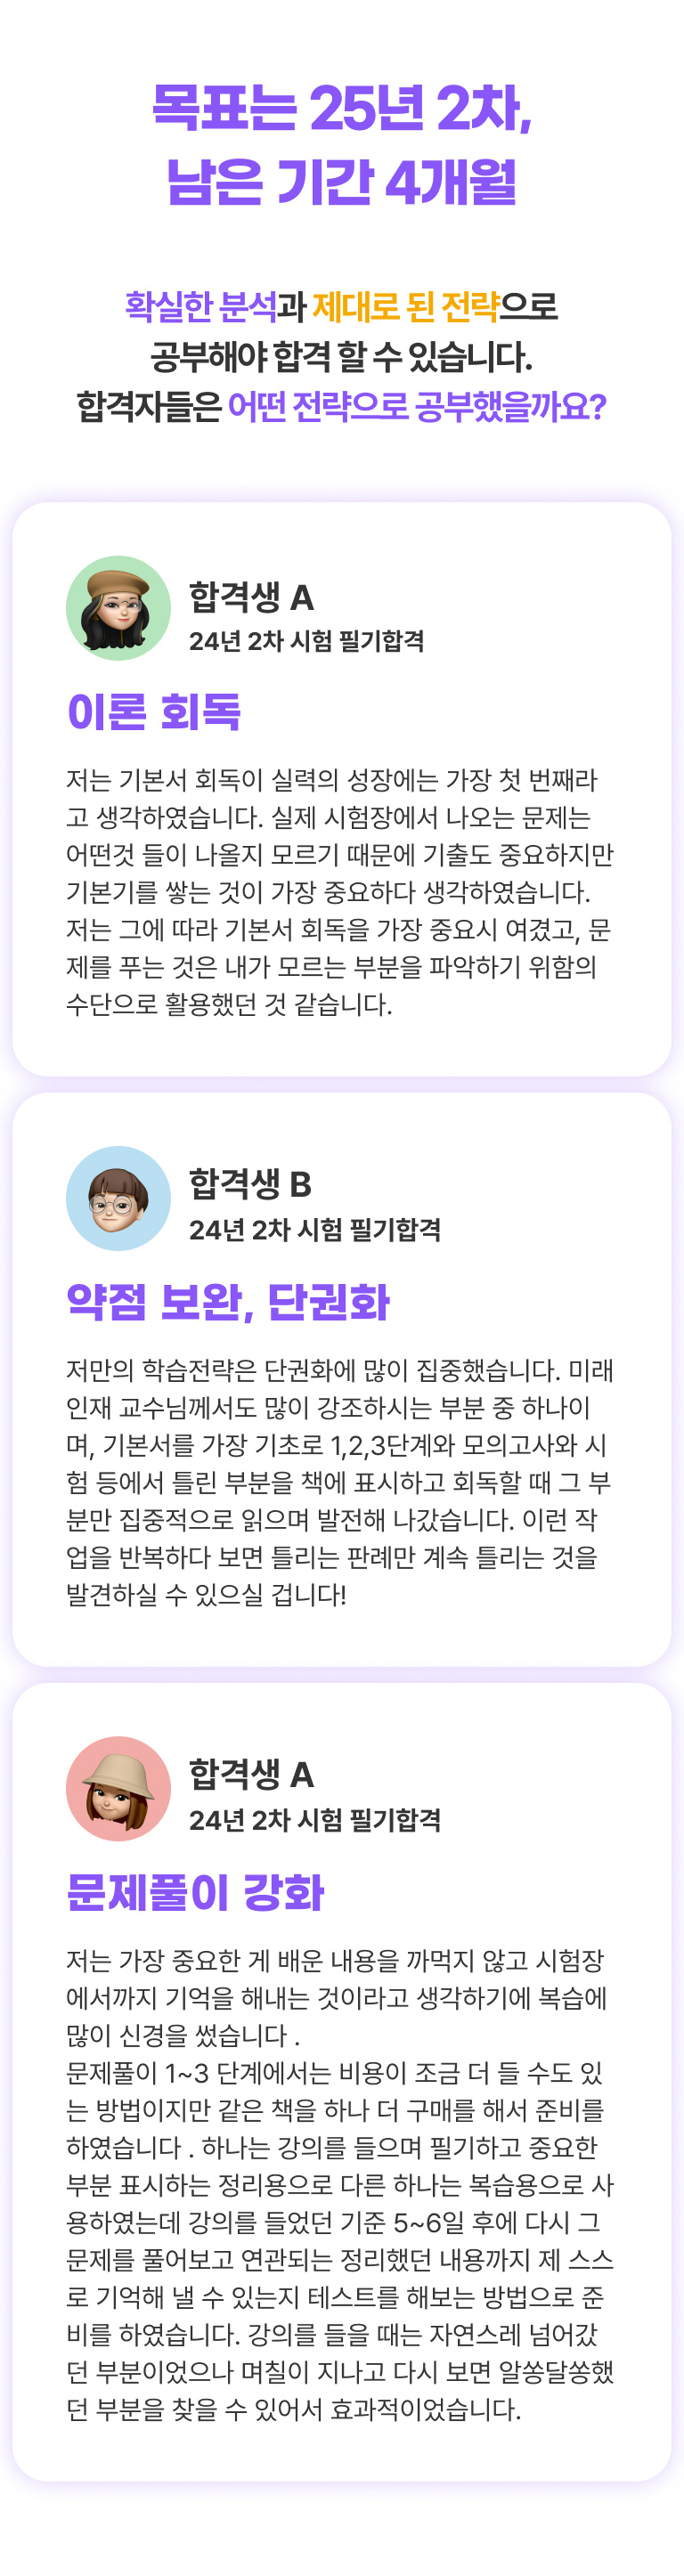 목표는 25년 2차,
남은 기간 4개월
확실한 분석과 제대로 된 전략으로
공부해야 합격 할 수 있습니다.
합격자들은 어떤 전략으로 공부했을까요?
합격생 A
24년 2차 시험 필기합격
이론 회독
저는 기본서 회독이 실력의 성장에는 가장 첫 번째라
고 생각하였습니다. 실제 시험장에서 나오는 문제는
어떤것 들이 나올지 모르기 때문에 기출도 중요하지만
기본기를 쌓는 것이 가장 중요하다 생각하였습니다.
저는 그에 따라 기본서 회독을 가장 중요시 여겼고, 문
제를 푸는 것은 내가 모르는 부분을 파악하기 위함의
수단으로 활용했던 것 같습니다.
합격생 B
24년 2차 시험 필기합격
약점 보완, 단권화
저만의 학습전략은 단권화에 많이 집중했습니다. 미래
인재 교수님께서도 많이 강조하시는 부분 중 하나이
며, 기본서를 가장 기초로 1,2,3단계와 모의고사와 시
험 등에서 틀린 부분을 책에 표시하고 회독할 때 그 부
분만 집중적으로 읽으며 발전해 나갔습니다. 이런 작
업을 반복하다 보면 틀리는 판례만 계속 틀리는 것을
발견하실 수 있으실 겁니다!
합격생 A
24년 2차 시험 필기합격
문제풀이 강화
저는 가장 중요한 게 배운 내용을 까먹지 않고 시험장
에서까지 기억을 해내는 것이라고 생각하기에 복습에
많이 신경을 썼습니다 .
문제풀이 1~3 단계에서는 비용이 조금 더 들 수도 있
는 방법이지만 같은 책을 하나 더 구매를 해서 준비를
하였습니다 . 하나는 강의를 들으며 필기하고 중요한
부분 표시하는 정리용으로 다른 하나는 복습용으로 사
용하였는데 강의를 들었던 기준 5~6일 후에 다시 그
문제를 풀어보고 연관되는 정리했던 내용까지 제 스스
로 기억해 낼 수 있는지 테스트를 해보는 방법으로 준
비를 하였습니다. 강의를 들을 때는 자연스레 넘어갔
던 부분이었으나 며칠이 지나고 다시 보면 알쏭달쏭했
던 부분을 찾을 수 있어서 효과적이었습니다.